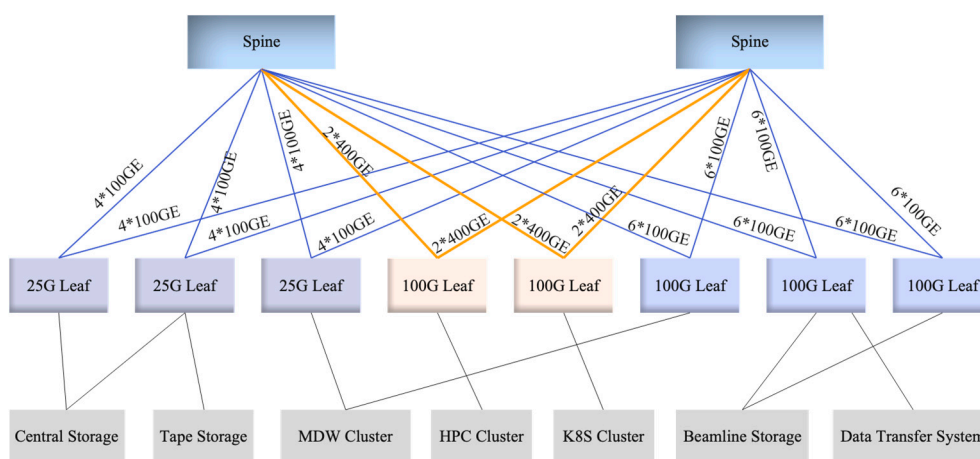 Spine
Spine
4*100GE
4*100GE
4*100GE
2*400GE
6*100GE
6*100GE
6*100GE
4*100GE
4*100GE
4*100GE
2*400GE
2*400GE
2*400GE
6*100GE
6*100GE
6*100GE
25G Leaf
25G Leaf
25G Leaf
100G Leaf
100G Leaf
100G Leaf
100G Leaf
100G Leaf
Central Storage
Tape Storage
MDW Cluster
HPC Cluster
K8S Cluster
Beamline Storage
Data Transfer System